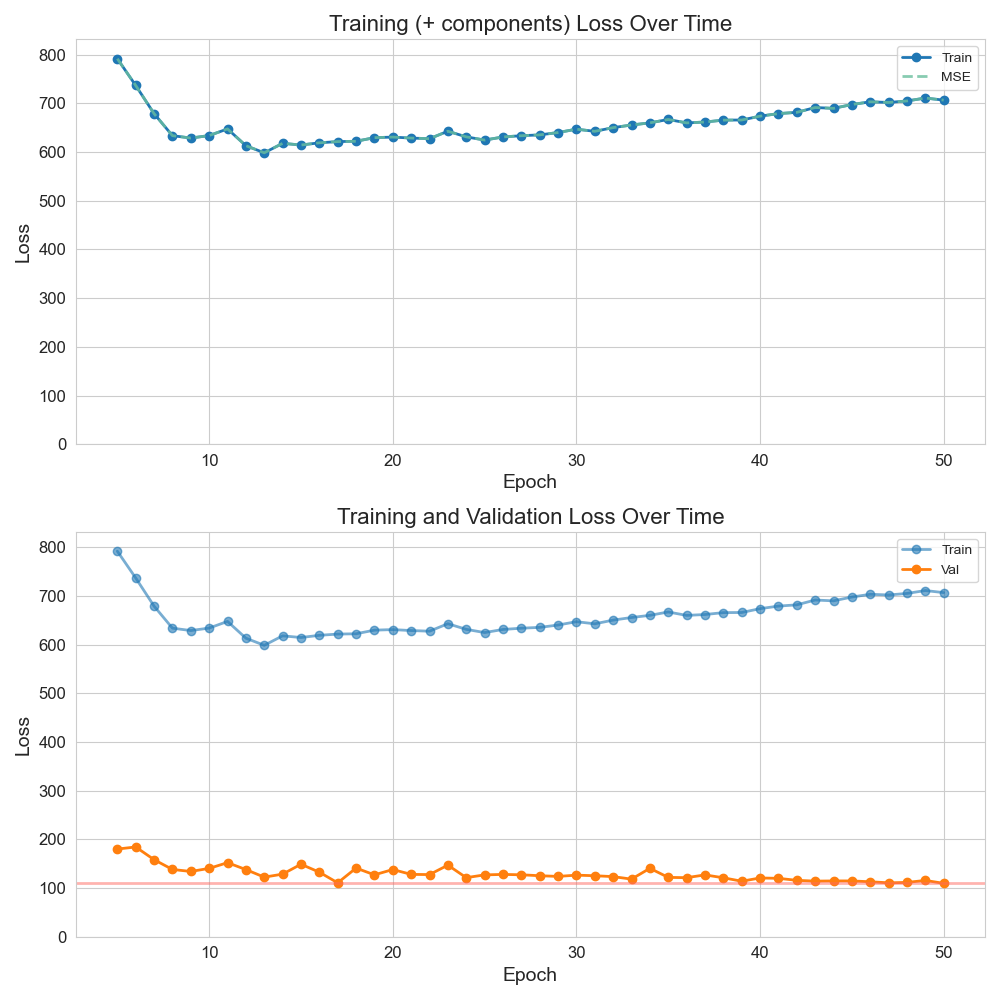 Training (+ components) Loss Over Time
Loss
800
700
600
500
400
300
200
100
0
Train
MSE
10
20
30
40
50
Epoch
Training and Validation Loss Over Time
Loss
800
700
600
500
400
300
200
100
0
Train
Val
10
20
30
40
50
Epoch